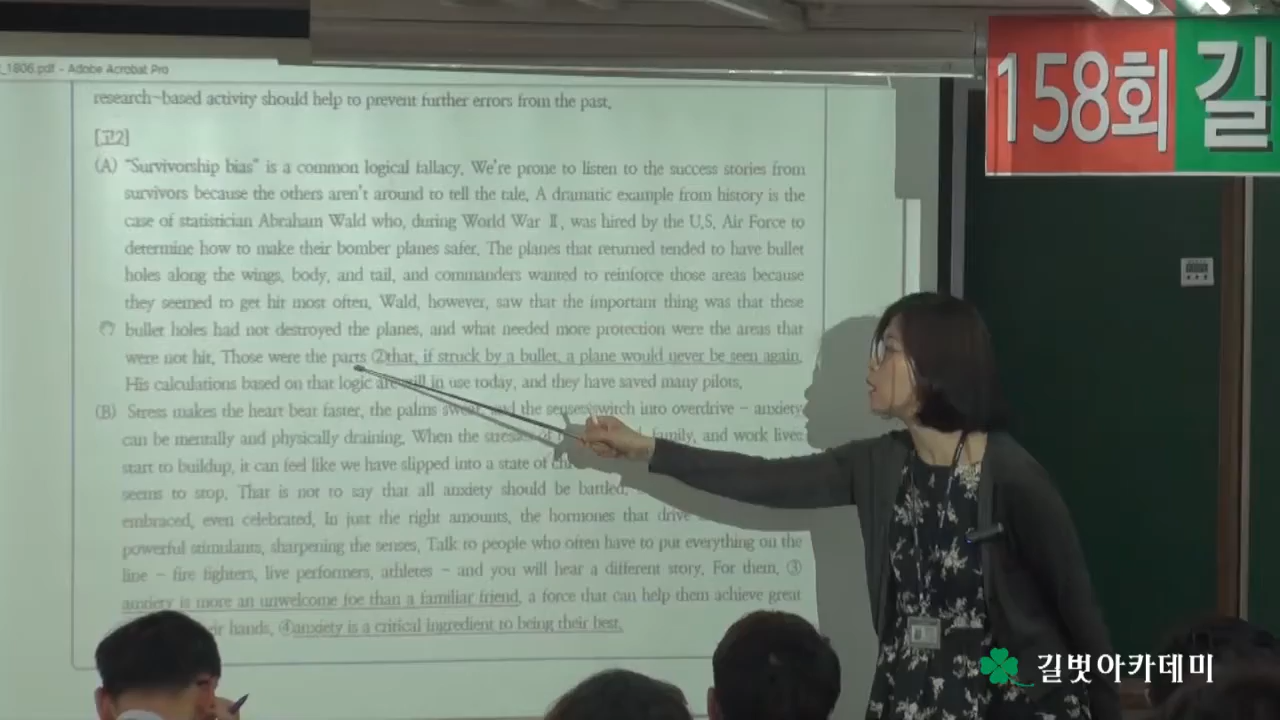 _1806.pdf - Adobe Acrobat Pro
158회 길
research-based activity should help to prevent further errors from the past.
[고2]
(A) "Survivorship bias" is a common logical fallacy. We're prone to listen to the success stories from
survivors because the others aren't around to tell the tale. A dramatic example from history is the
case of statistician Abraham Wald who, during World War Ⅱ, was hired by the U.S. Air Force to
determine how to make their bomber planes safer. The planes that returned tended to have bullet
holes along the wings, body, and tail, and commanders wanted to reinforce those areas because
they seemed to get hit most often. Wald, however, saw that the important thing was that these
bullet holes had not destroyed the planes, and what needed more protection were the areas that
were not hit. Those were the parts ②that, if struck by a bullet, a plane would never be seen again.
His calculations based on that logic are still in use today, and they have saved many pilots.
(B) Stress makes the heart beat faster, the palms sweat, and the senses switch into overdrive - anxiety
can be mentally and physically draining. When the stresses of family, and work lives
start to buildup, it can feel like we have slipped into a state of
seems to stop. That is not to say that all anxiety should be battled.
embraced, even celebrated. In just the right amounts, the hormones that drive
powerful stimulants, sharpening the senses. Talk to people who often have to put everything on the
line - fire fighters, live performers, athletes - and you will hear a different story. For them, ③
anxiety is more an unwelcome foe than a familiar friend, a force that can help them achieve great
hands. ④anxiety is a critical ingredient to being their best.
길벗아카데미